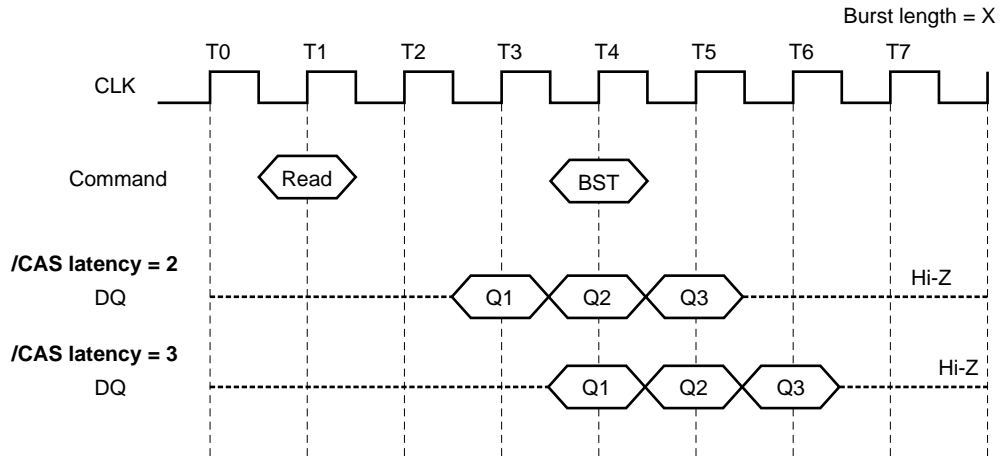 Burst length = X
T0 T1 T2 T3 T4 T5 T6 T7
CLK
Command Read BST
/CAS latency = 2
DQ Q1 Q2 Q3 Hi-Z
/CAS latency = 3
DQ Q1 Q2 Q3 Hi-Z